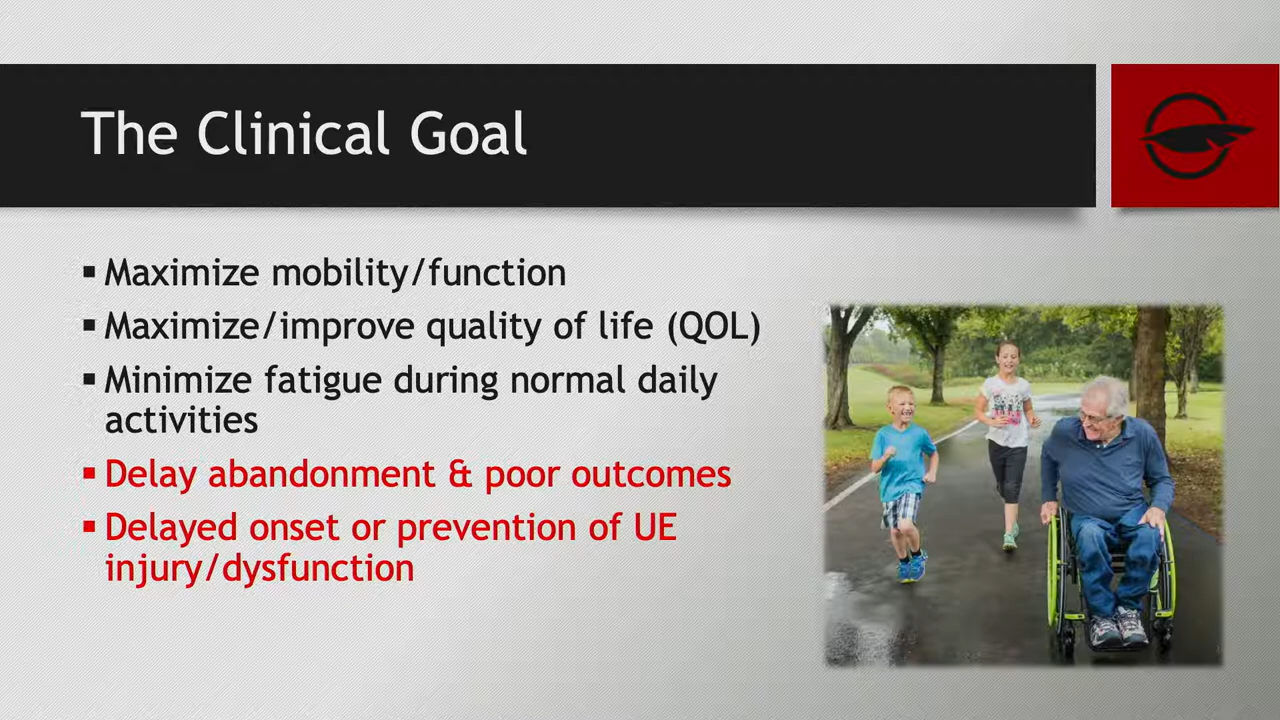 The Clinical Goal
▪ Maximize mobility/function
▪ Maximize/improve quality of life (QOL)
▪ Minimize fatigue during normal daily
activities
▪ Delay abandonment & poor outcomes
▪ Delayed onset or prevention of UE
injury/dysfunction